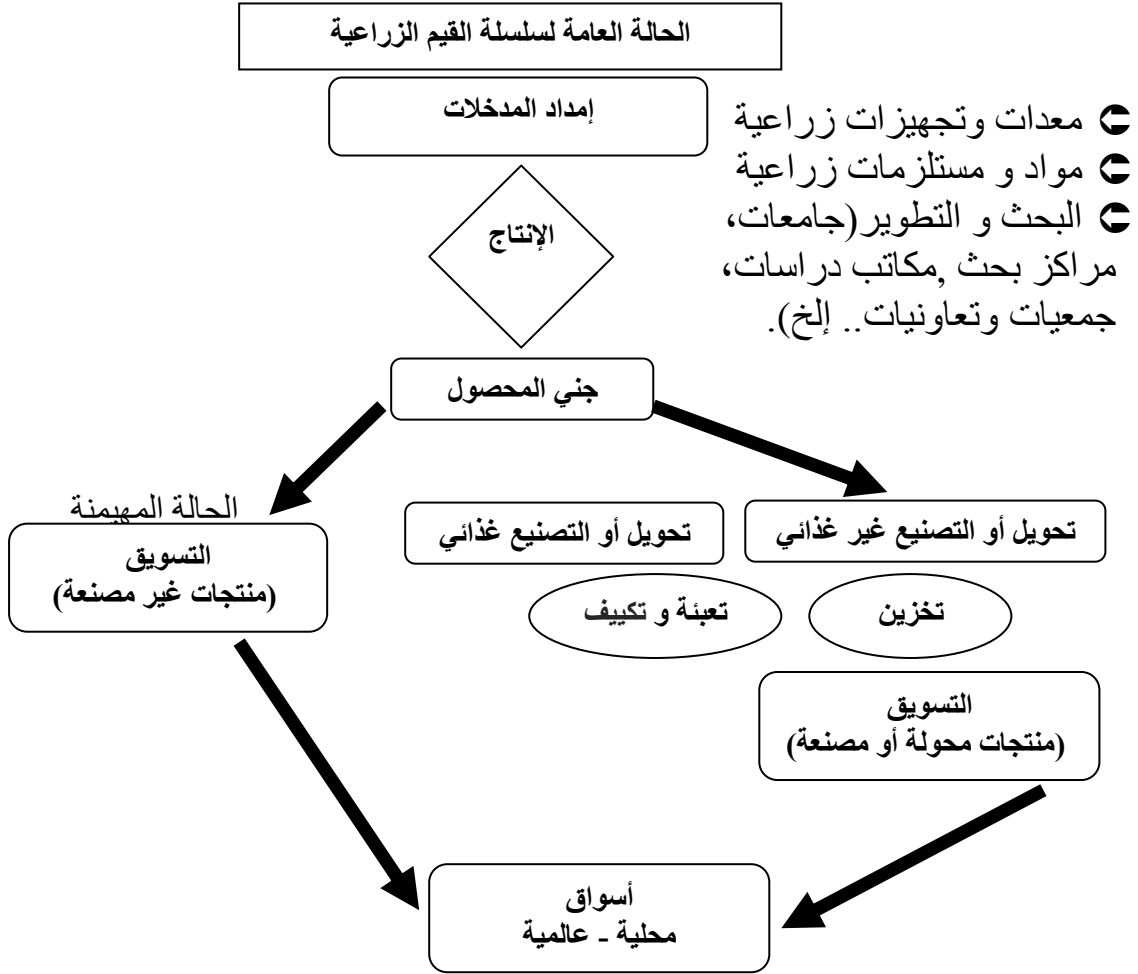 الحالة العامة لسلسلة القيم الزراعية
إمداد المدخلات
معدات وتجهيزات زراعية
مواد و مستلزمات زراعية
البحث و التطوير(جامعات،
مراكز بحث ,مكاتب دراسات،
جمعيات وتعاونيات.. إلخ).
الإنتاج
جني المحصول
الحالة المهيمنة
التسويق
(منتجات غير مصنعة)
تحويل أو التصنيع غير غذائي
تحويل أو التصنيع غذائي
تخزين
تعبئة و تكييف
التسويق
(منتجات محولة أو مصنعة)
أسواق
محلية - عالمية